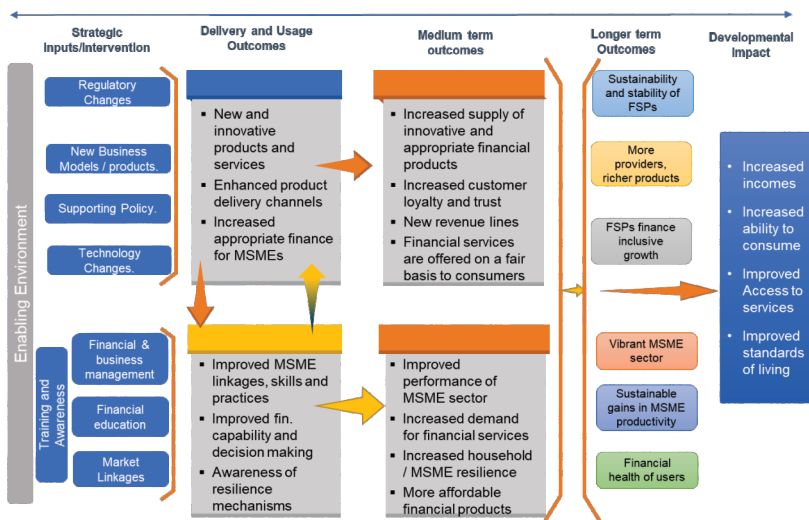 Strategic
Inputs/Intervention
Delivery and Usage
Outcomes
Medium term
outcomes
Longer term
Outcomes
Developmental
Impact
Enabling Environment
Regulatory
Changes
New Business
Models / products.
Supporting Policy.
Technology
Changes.
Training and
Awareness
Financial &
business
management
Financial
education
Market
Linkages
New and
innovative
products and
services
Enhanced product
delivery channels
Increased
appropriate finance
for MSMEs
Improved MSME
linkages, skills and
practices
Improved fin.
capability and
decision making
Awareness of
resilience
mechanisms
Increased supply of
innovative and
appropriate financial
products
Increased customer
loyalty and trust
New revenue lines
Financial services
are offered on a fair
basis to consumers
Improved
performance of
MSME sector
Increased demand
for financial services
Increased household
/ MSME resilience
More affordable
financial products
Sustainability
and stability of
FSPs
More
providers,
richer products
FSPs finance
inclusive
growth
Vibrant MSME
sector
Sustainable
gains in MSME
productivity
Financial
health of users
Increased
incomes
Increased
ability to
consume
Improved
Access to
services
Improved
standards
of living